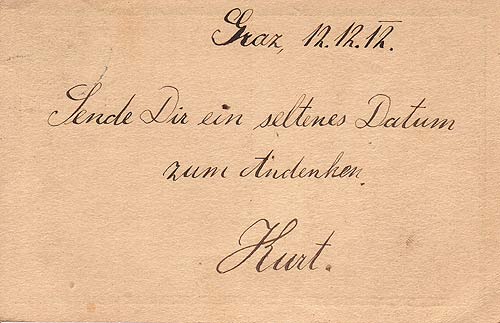 Graz, 12.12.12.
Sende Dir ein seltenes Datum
zum Andenken.
Kurt.